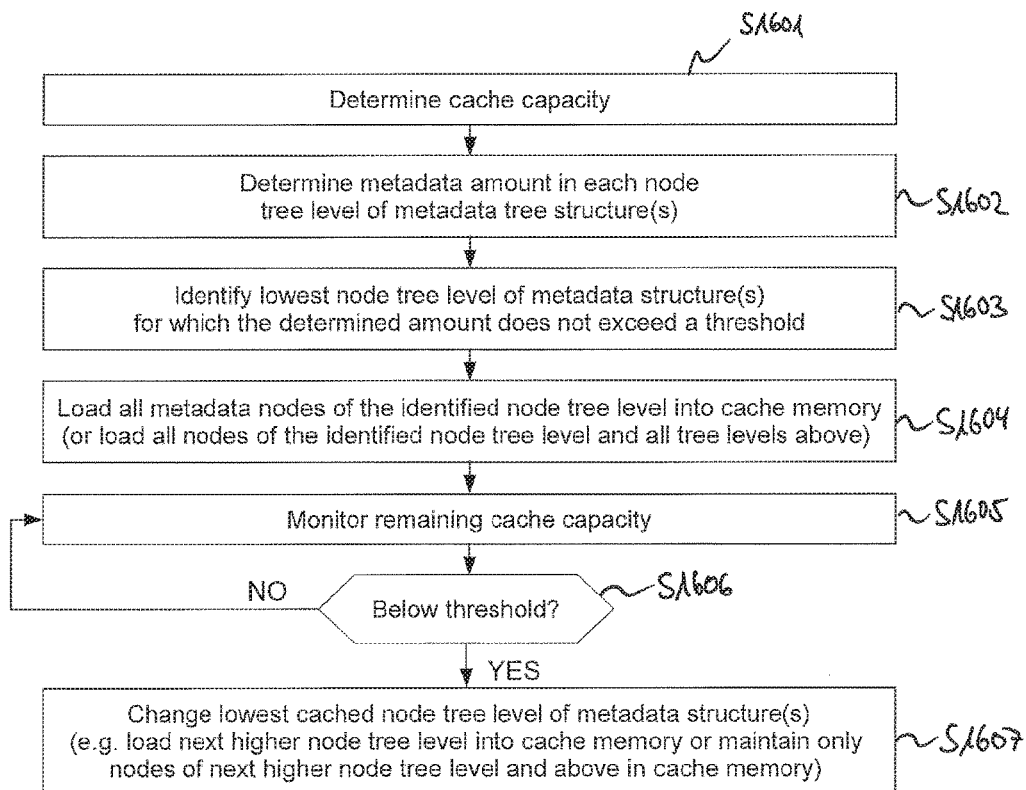 S1601
Determine cache capacity
Determine metadata amount in each node
tree level of metadata tree structure(s)
S1602
Identify lowest node tree level of metadata structure(s)
for which the determined amount does not exceed a threshold
S1603
Load all metadata nodes of the identified node tree level into cache memory
(or load all nodes of the identified node tree level and all tree levels above)
S1604
Monitor remaining cache capacity
S1605
S1606
NO
Below threshold?
YES
Change lowest cached node tree level of metadata structure(s)
(e.g. load next higher node tree level into cache memory or maintain only
nodes of next higher node tree level and above in cache memory)
S1607